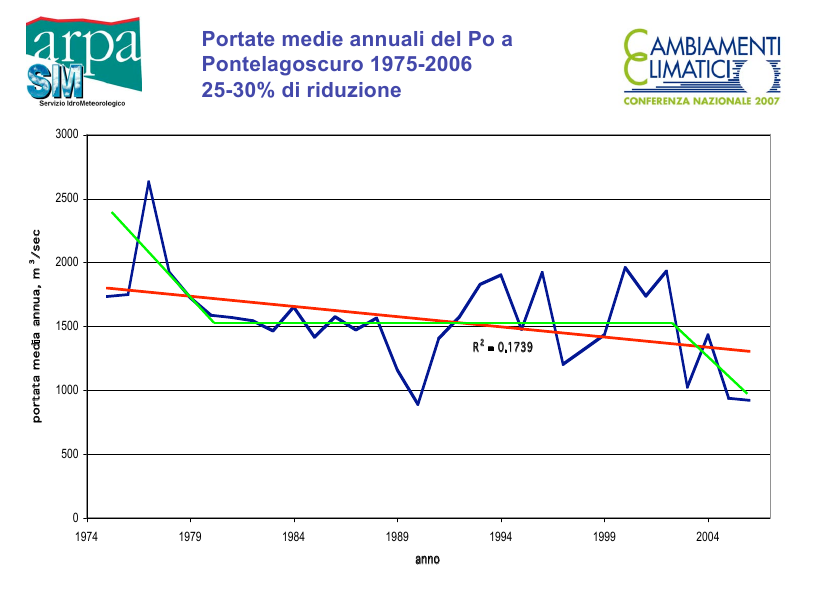 arpa
SIM
Servizio IdroMeteorologico
Portate medie annuali del Po a
Pontelagoscuro 1975-2006
25-30% di riduzione
CAMBIAMENTI
CLIMATICI
CONFERENZA NAZIONALE 2007
portata media annua, m³/sec
3000
2500
2000
1500
1000
500
0
R² = 0,1739
1974
1979
1984
1989
1994
1999
2004
anno